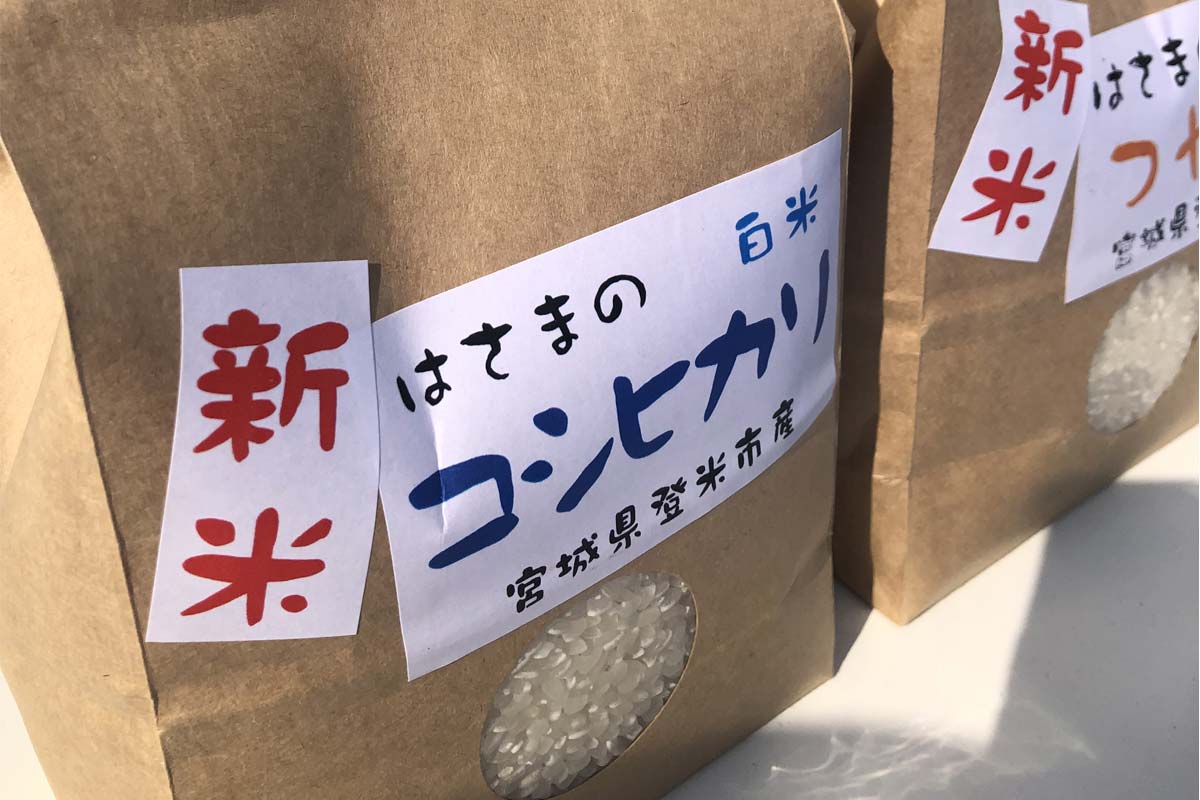 新米
白米
はさまの
コシヒカリ
宮城県登米市産
新米
はさま
つ
宮城県